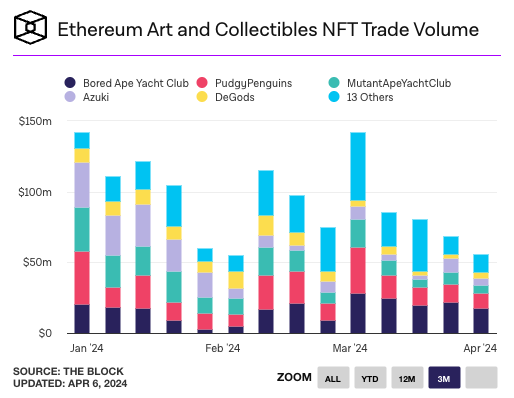 Ethereum Art and Collectibles NFT Trade Volume
Bored Ape Yacht Club PudgyPenguins MutantApeYachtClub
Azuki DeGods 13 Others
$150m
$100m
$50m
$0
Jan '24 Feb '24 Mar '24 Apr '24
SOURCE: THE BLOCK
UPDATED: APR 6, 2024
ZOOM ALL YTD 12M 3M